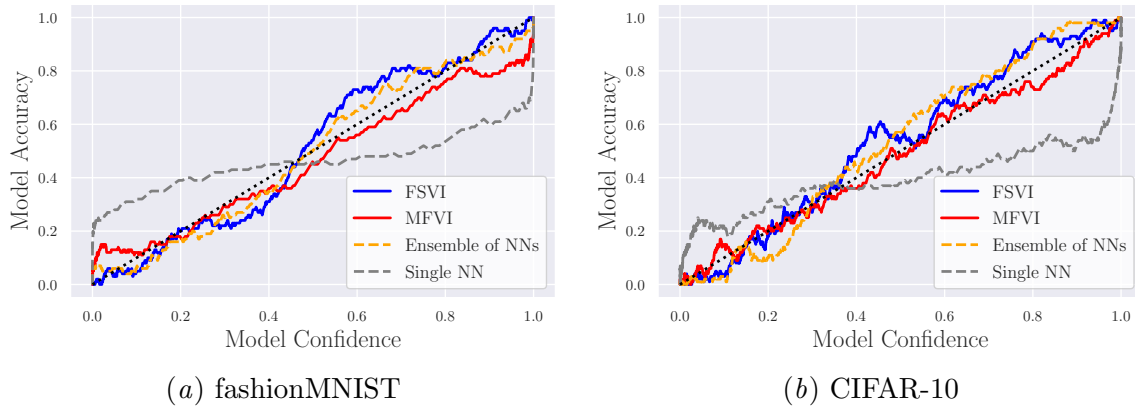 1.0
0.8
0.6
0.4
0.2
0.0
Model Accuracy
FSVI
MFVI
Ensemble of NNs
Single NN
0.0 0.2 0.4 0.6 0.8 1.0
Model Confidence
(a) fashionMNIST
1.0
0.8
0.6
0.4
0.2
0.0
Model Accuracy
FSVI
MFVI
Ensemble of NNs
Single NN
0.0 0.2 0.4 0.6 0.8 1.0
Model Confidence
(b) CIFAR-10